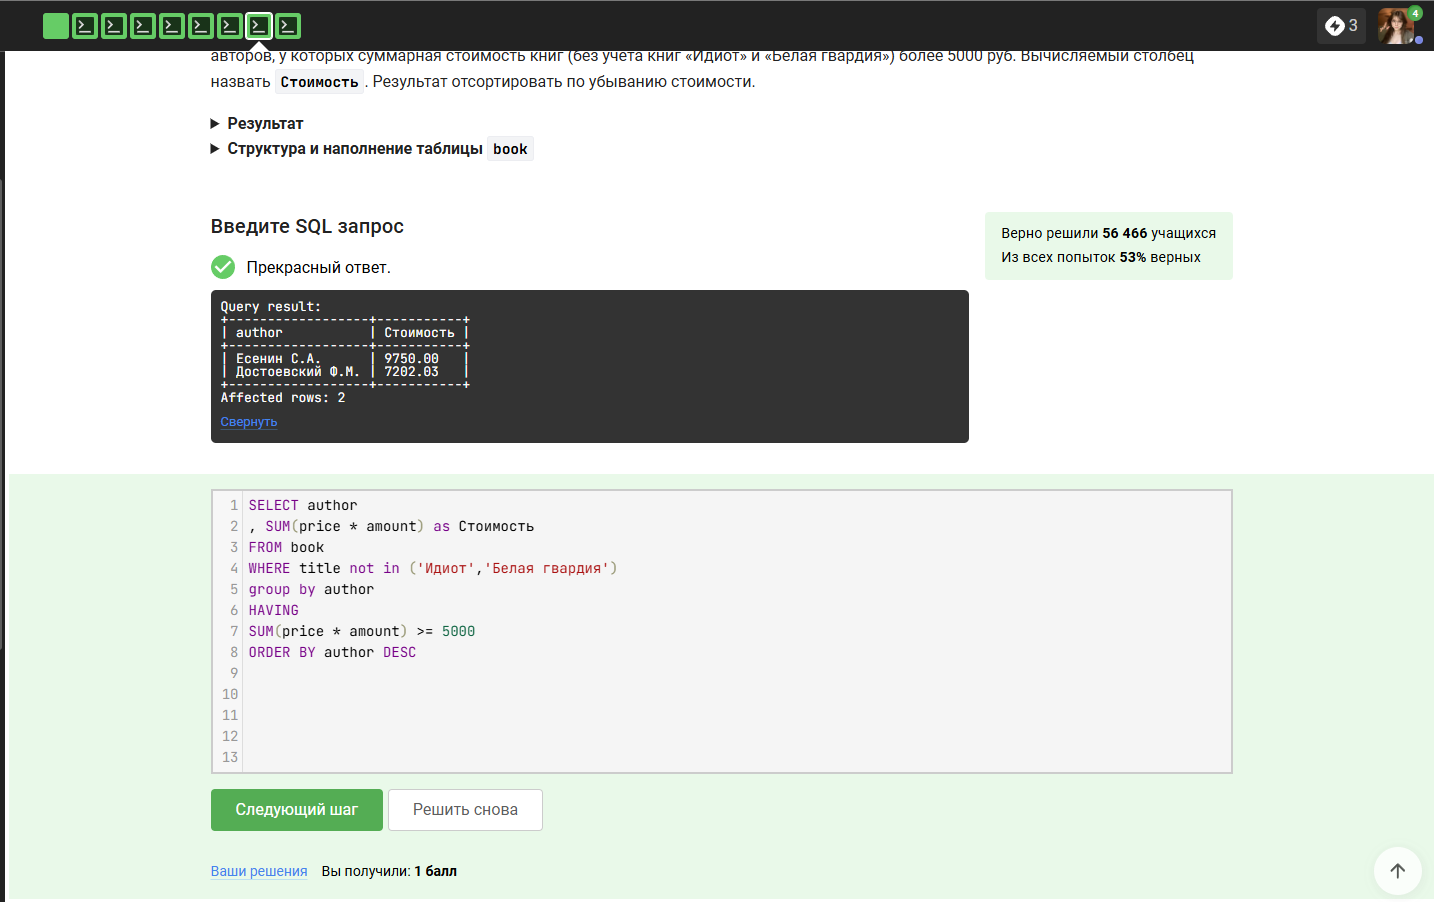 3
4
авторов, у которых суммарная стоимость книг (без учета книг «Идиот» и «Белая гвардия») более 5000 руб. Вычисляемый столбец
назвать Стоимость . Результат отсортировать по убыванию стоимости.
Результат
Структура и наполнение таблицы book
Введите SQL запрос
Верно решили 56 466 учащихся
Из всех попыток 53% верных
Прекрасный ответ.
Query result:
+------------------+-----------+
| author           | Стоимость |
+------------------+-----------+
| Есенин С.А.      | 9750.00   |
| Достоевский Ф.М. | 7202.03   |
+------------------+-----------+
Affected rows: 2
Свернуть
1 SELECT author
2 , SUM(price * amount) as Стоимость
3 FROM book
4 WHERE title not in ('Идиот','Белая гвардия')
5 group by author
6 HAVING
7 SUM(price * amount) >= 5000
8 ORDER BY author DESC
9
10
11
12
13
Следующий шаг
Решить снова
Ваши решения Вы получили: 1 балл